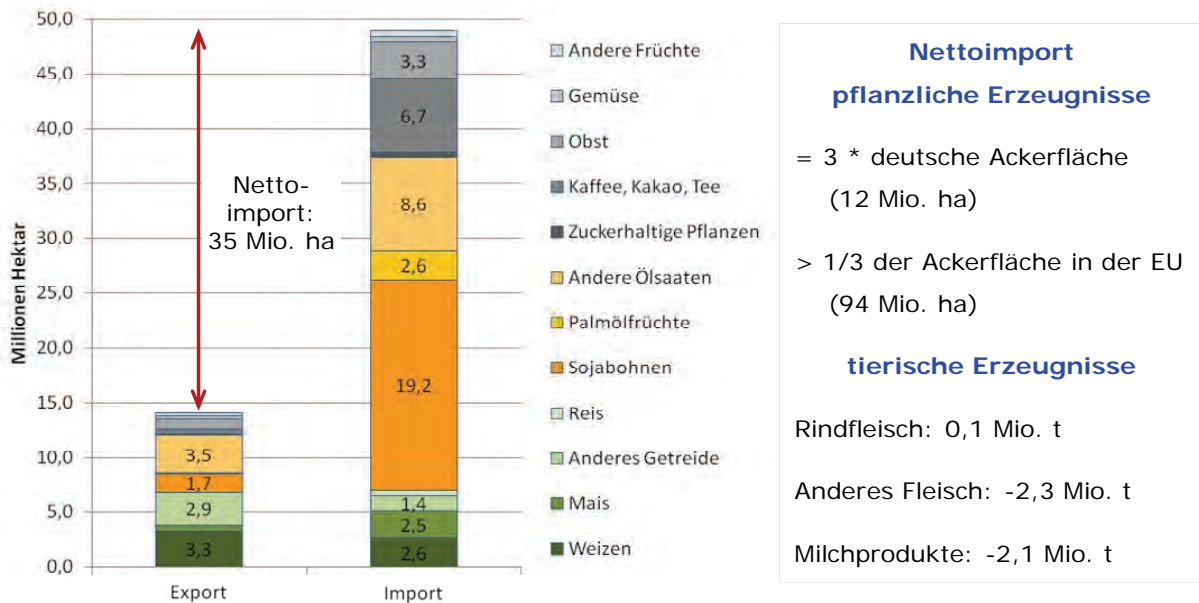 50,0
45,0
40,0
35,0
30,0
25,0
20,0
15,0
10,0
5,0
0,0
Millionen Hektar
Netto-
import:
35 Mio. ha
3,5
1,7
2,9
3,3
Export
3,3
6,7
8,6
2,6
19,2
1,4
2,5
2,6
Import
Andere Früchte
Gemüse
Obst
Kaffee, Kakao, Tee
Zuckerhaltige Pflanzen
Andere Ölsaaten
Palmölfrüchte
Sojabohnen
Reis
Anderes Getreide
Mais
Weizen
Nettoimport
pflanzliche Erzeugnisse
= 3 * deutsche Ackerfläche
(12 Mio. ha)
> 1/3 der Ackerfläche in der EU
(94 Mio. ha)
tierische Erzeugnisse
Rindfleisch: 0,1 Mio. t
Anderes Fleisch: -2,3 Mio. t
Milchprodukte: -2,1 Mio. t